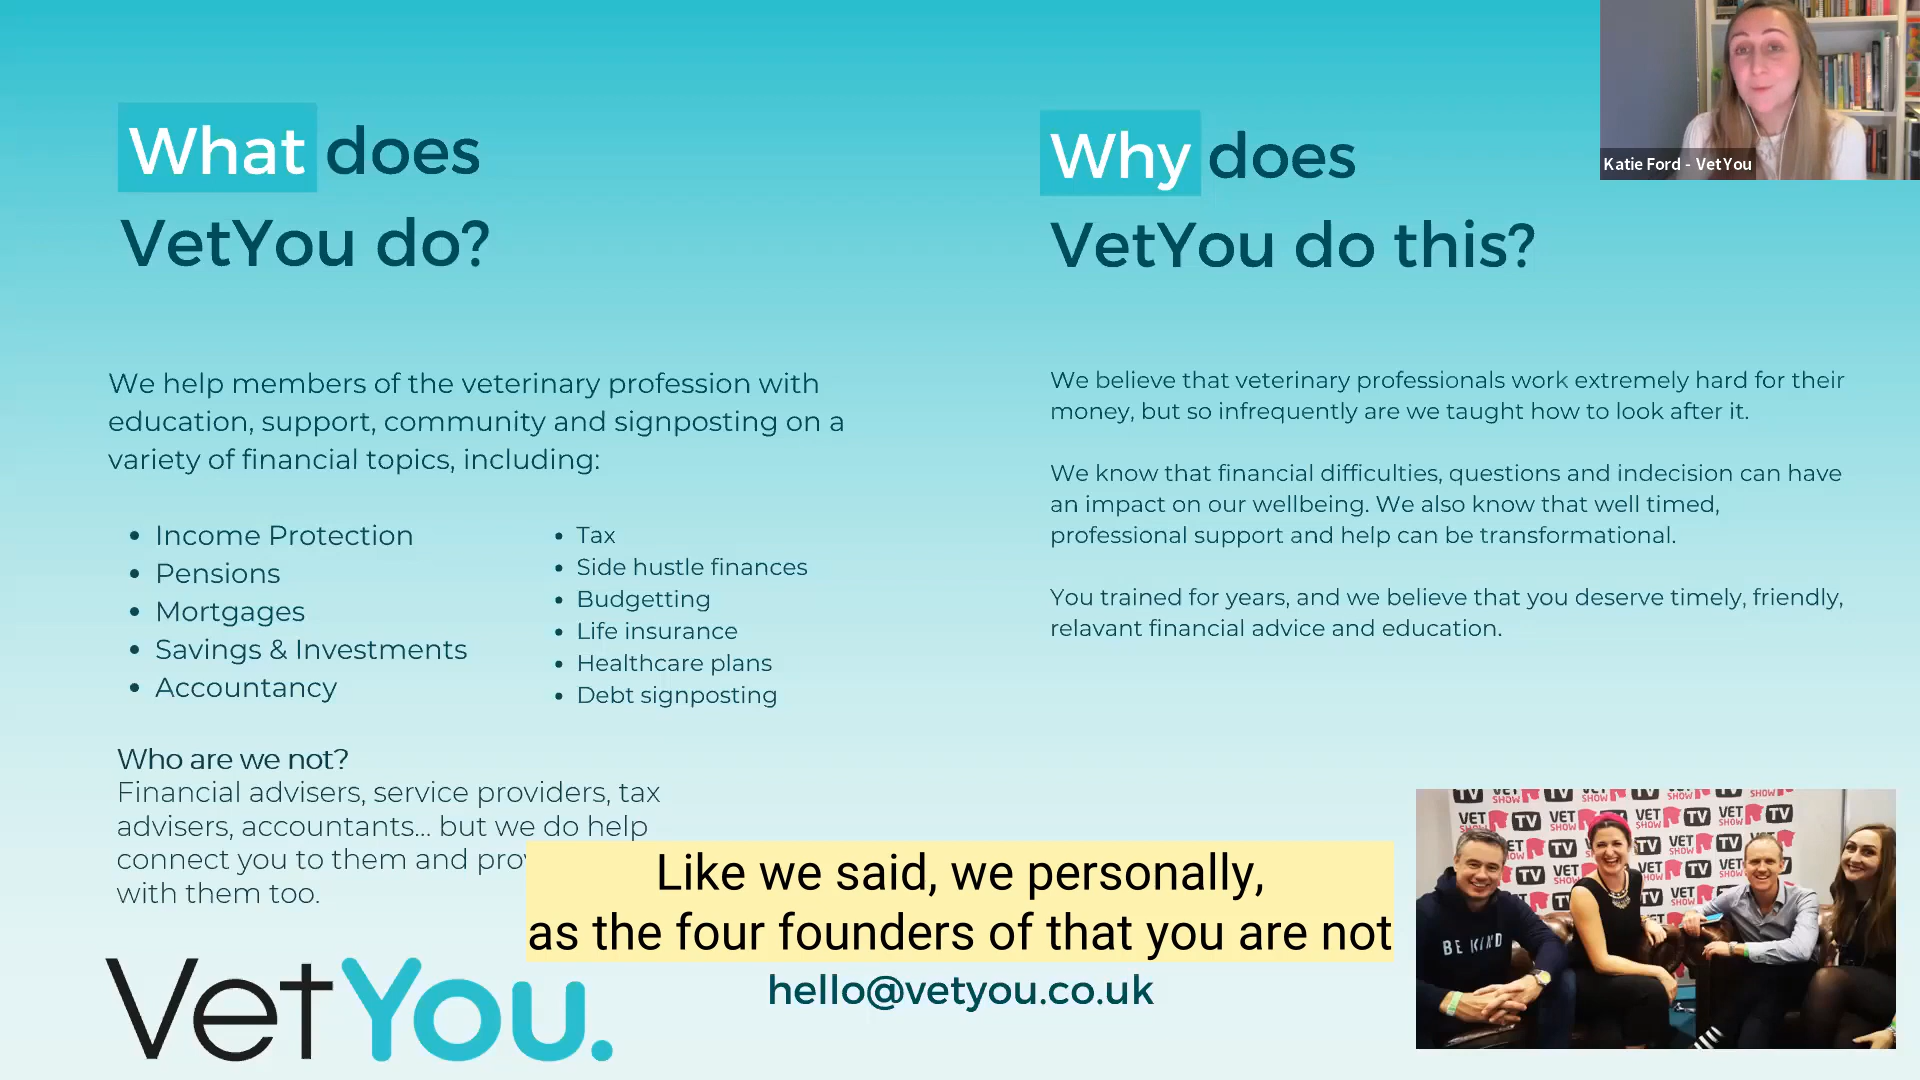 What does
VetYou do?
We help members of the veterinary profession with
education, support, community and signposting on a
variety of financial topics, including:
Income Protection
Pensions
Mortgages
Savings & Investments
Accountancy
Tax
Side hustle finances
Budgetting
Life insurance
Healthcare plans
Debt signposting
Who are we not?
Financial advisers, service providers, tax
advisers, accountants... but we do help
connect you to them and
with them too.
VetYou.
Why does
VetYou do this?
We believe that veterinary professionals work extremely hard for their
money, but so infrequently are we taught how to look after it.
We know that financial difficulties, questions and indecision can have
an impact on our wellbeing. We also know that well timed,
professional support and help can be transformational.
You trained for years, and we believe that you deserve timely, friendly,
relavant financial advice and education.
Katie Ford - VetYou
Like we said, we personally,
as the four founders of that you are not
hello@vetyou.co.uk
VET SHOW TV
BE KIND